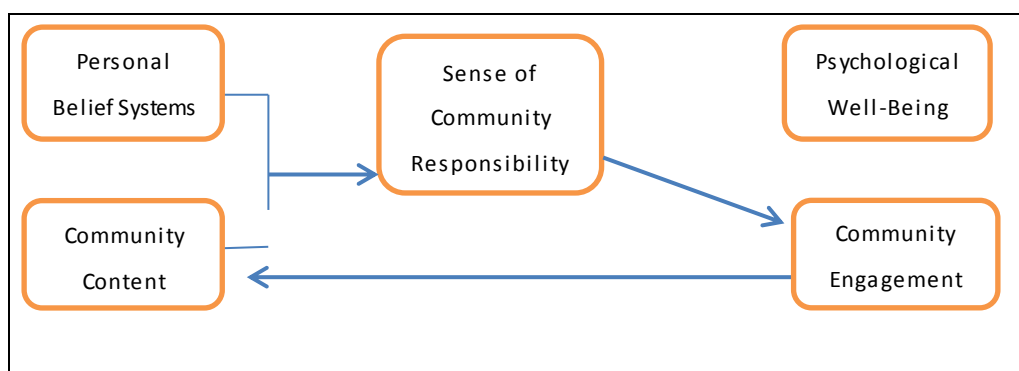 Personal
Belief Systems
Sense of
Community
Responsibility
Psychological
Well-Being
Community
Content
Community
Engagement